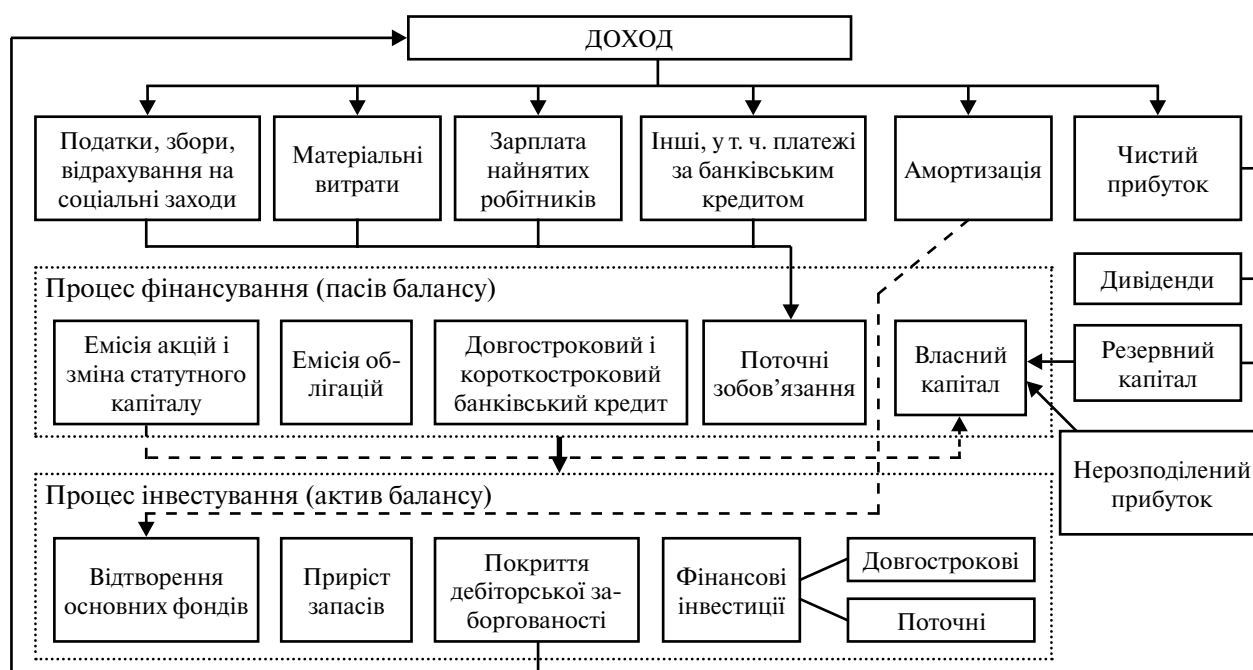 ДОХОД
Податки, збори,
відрахування на
соціальні заходи
Матеріальні
витрати
Зарплата
найнятих
робітників
Інші, у т. ч. платежі
за банківським
кредитом
Амортизація
Чистий
прибуток
Дивіденди
Резервний
капітал
Нерозподілений
прибуток
Процес фінансування (пасів балансу)
Емісія акцій і
зміна статутного
капіталу
Емісія об-
лігацій
Довгостроковий і
короткостроковий
банківський кредит
Поточні
зобов’язання
Власний
капітал
Процес інвестування (актив балансу)
Відтворення
основних фондів
Приріст
запасів
Покриття
дебіторської за-
боргованості
Фінансові
інвестиції
Довгострокові
Поточні